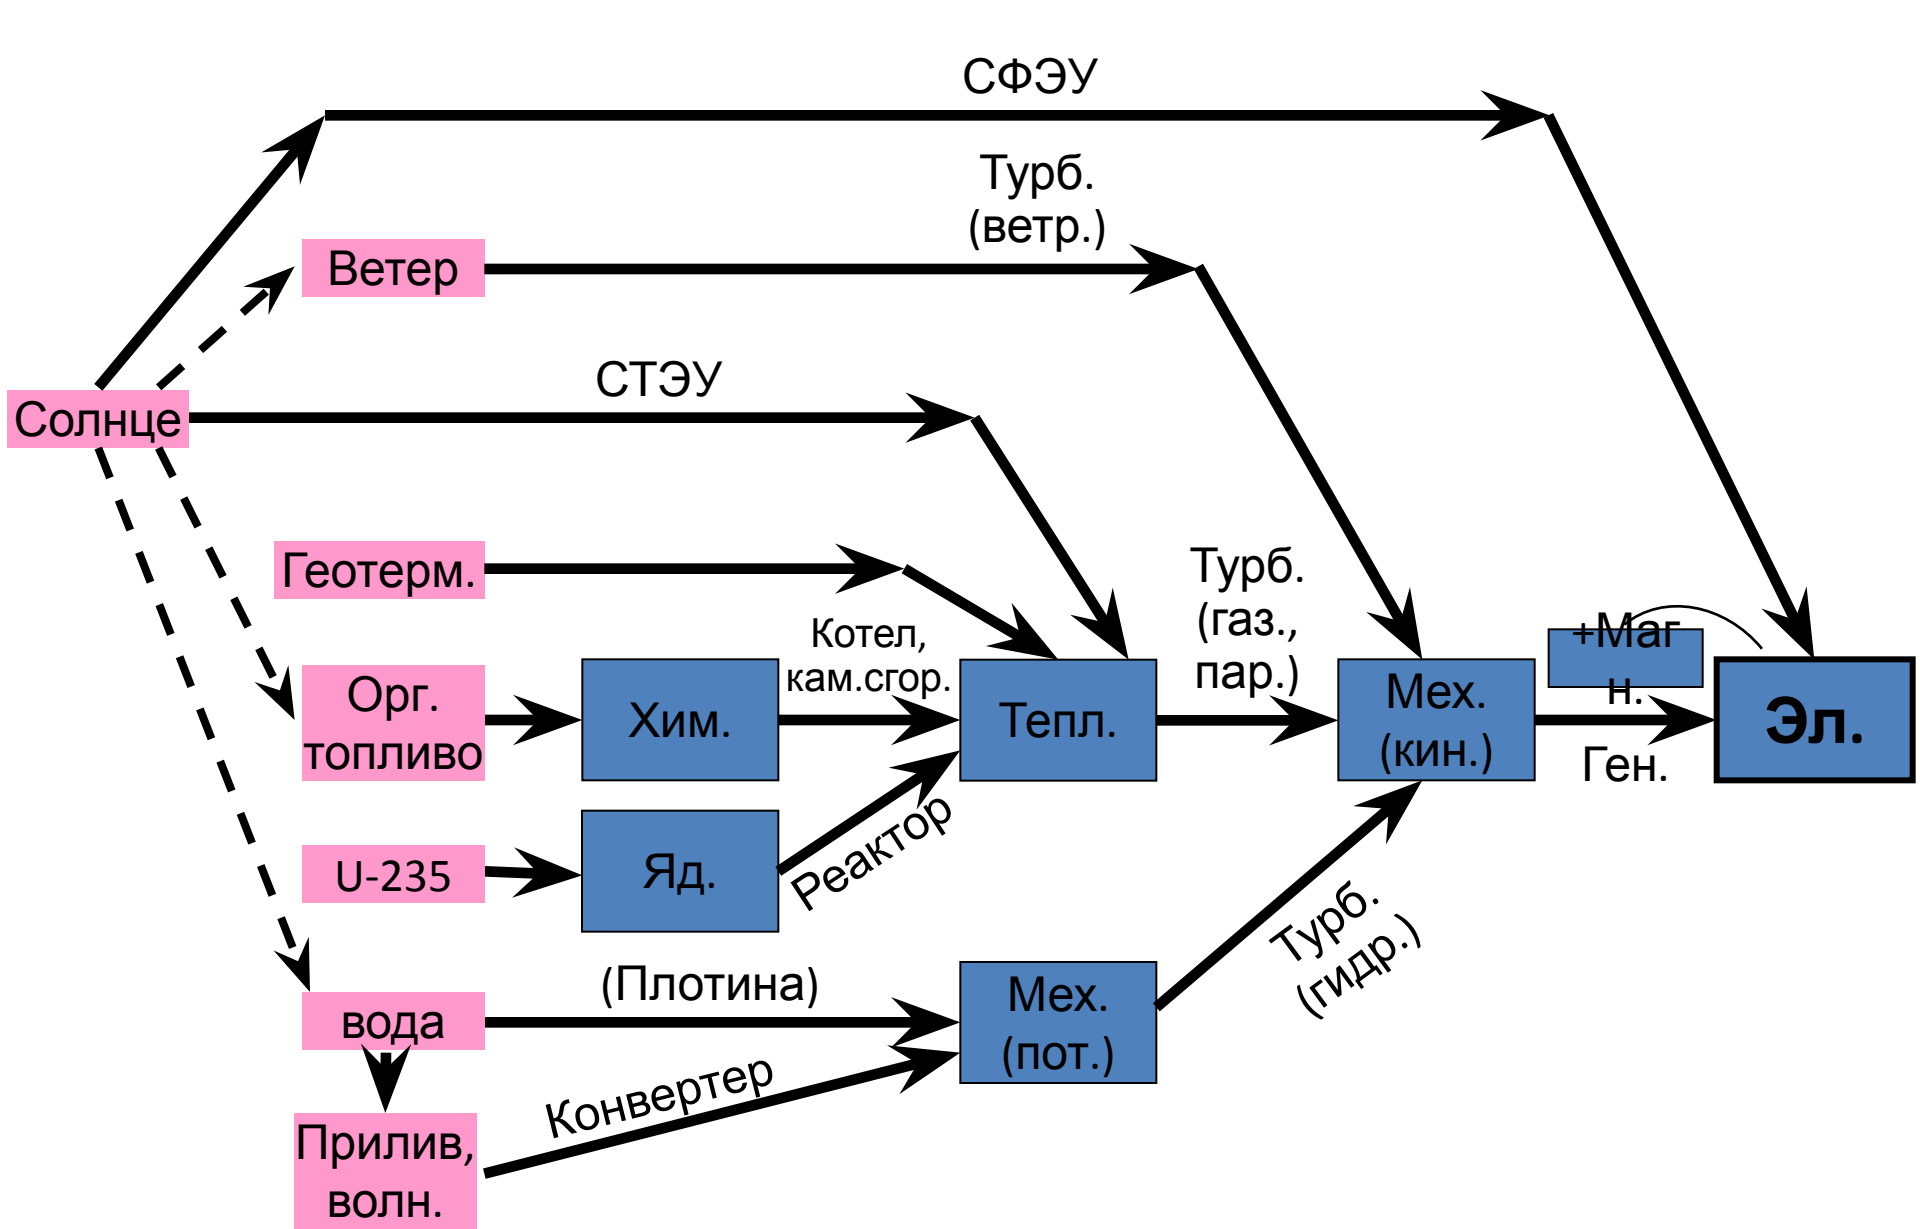 СФЭУ
Турб.
(ветр.)
Ветер
СТЭУ
Солнце
Геотерм.
Турб.
(газ.,
пар.)
Котел,
кам.сгор.
+Маг
н.
Орг.
топливо
Хим.
Тепл.
Мех.
(кин.)
Эл.
Ген.
U-235
Яд.
Реактор
Турб.
(гидр.)
(Плотина)
вода
Мех.
(пот.)
Конвертер
Прилив,
волн.